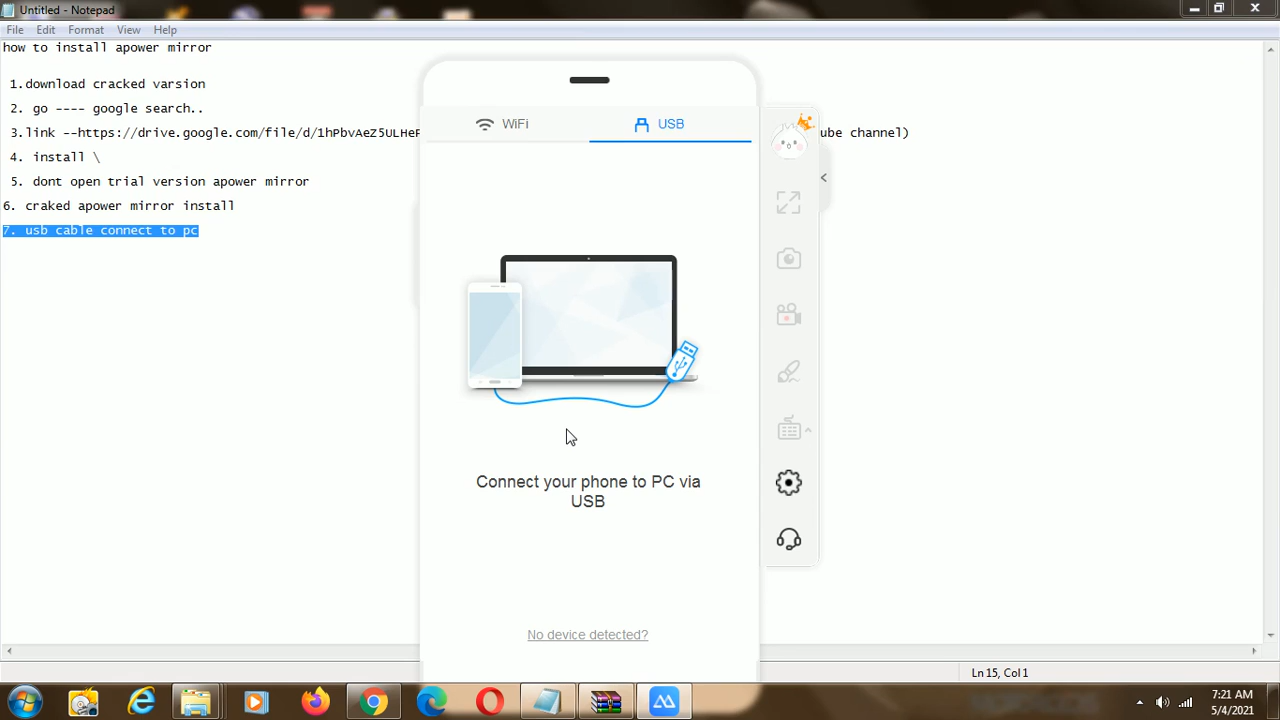 Untitled - Notepad
File Edit Format View Help
how to install apower mirror
1.download cracked varsion
2. go ---- google search..
3.link --https://drive.google.com/file/d/1hPbvAeZ5ULHeP ube channel)
4. install \
5. dont open trial version apower mirror
6. craked apower mirror install
7. usb cable connect to pc
WiFi USB
Connect your phone to PC via
USB
No device detected?
Ln 15, Col 1
7:21 AM
5/4/2021